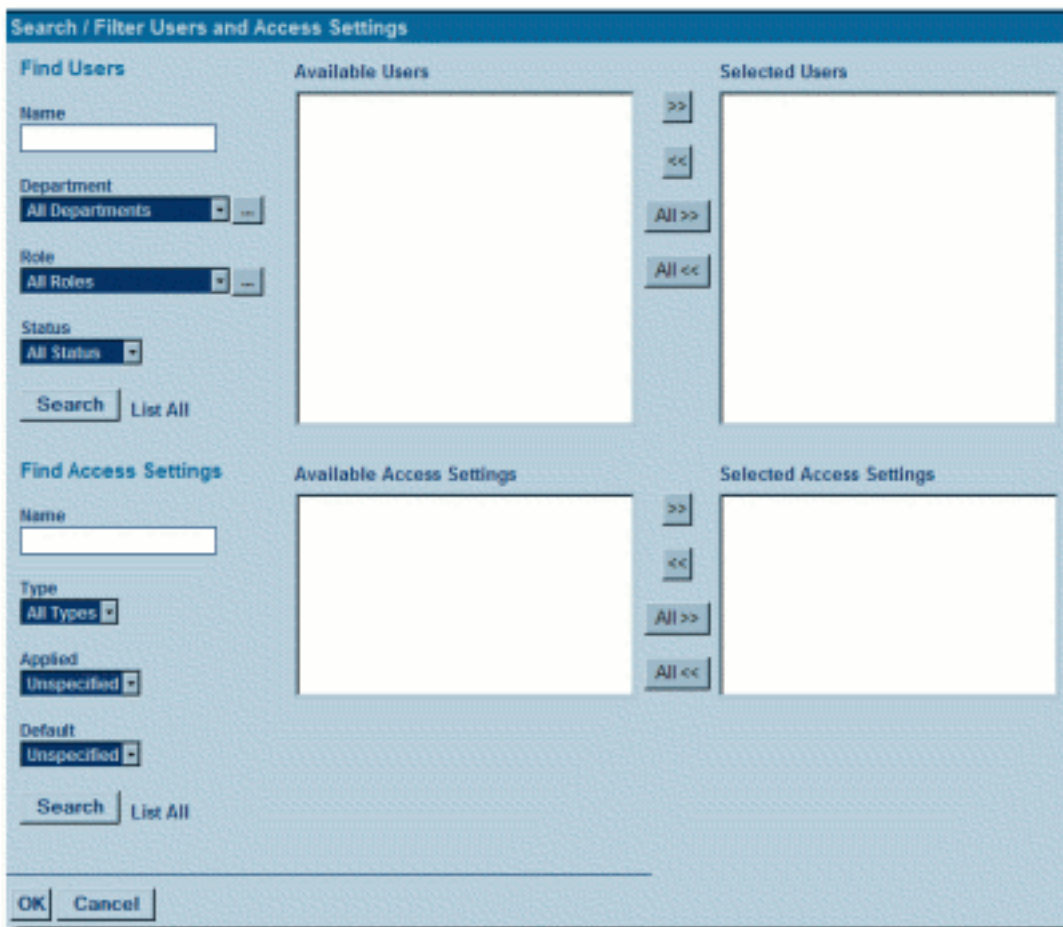 Search / Filter Users and Access Settings
Find Users
Available Users
Selected Users
Name
>>
<<
Department
All Departments
...
All >>
Role
All Roles
...
All <<
Status
All Status
Search
List All
Find Access Settings
Available Access Settings
Selected Access Settings
Name
>>
<<
Type
All Types
All >>
Applied
Unspecified
All <<
Default
Unspecified
Search
List All
OK
Cancel